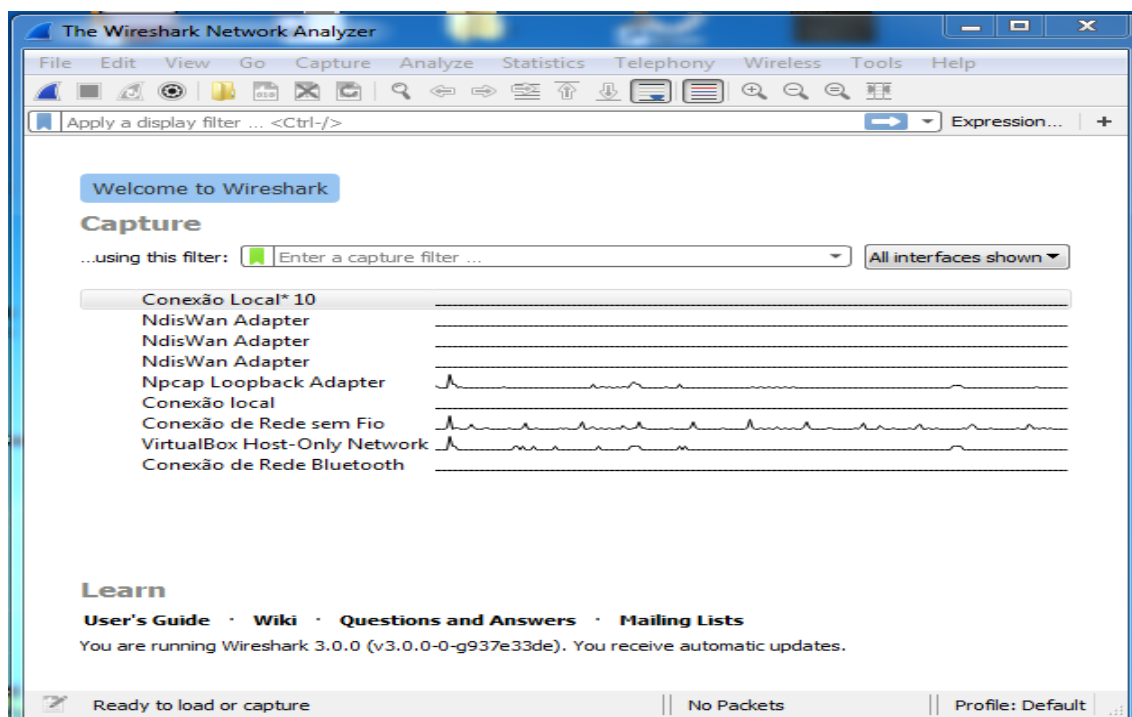 The Wireshark Network Analyzer
File Edit View Go Capture Analyze Statistics Telephony Wireless Tools Help
Apply a display filter ... <Ctrl-/> Expression... +
Welcome to Wireshark
Capture
...using this filter: Enter a capture filter ... All interfaces shown
Conexão Local* 10
NdisWan Adapter
NdisWan Adapter
NdisWan Adapter
Npcap Loopback Adapter
Conexão local
Conexão de Rede sem Fio
VirtualBox Host-Only Network
Conexão de Rede Bluetooth
Learn
User's Guide · Wiki · Questions and Answers · Mailing Lists
You are running Wireshark 3.0.0 (v3.0.0-0-g937e33de). You receive automatic updates.
Ready to load or capture No Packets Profile: Default